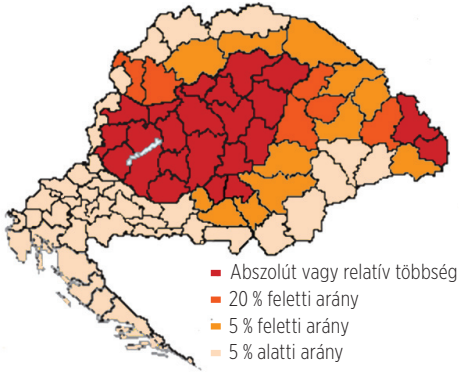 Abszolút vagy relatív többség
20 % feletti arány
5 % feletti arány
5 % alatti arány